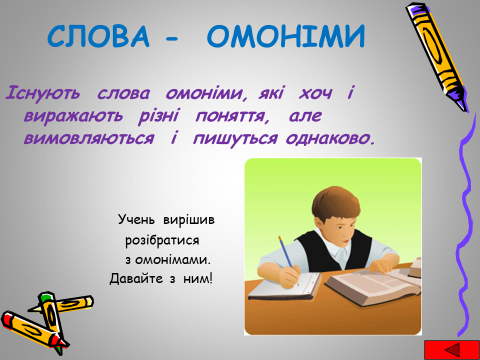 СЛОВА - ОМОНІМИ
Існують слова омоніми, які хоч і
виражають різні поняття, але
вимовляються і пишуться однаково.
Учень вирішив
розібратися
з омонімами.
Давайте з ним!